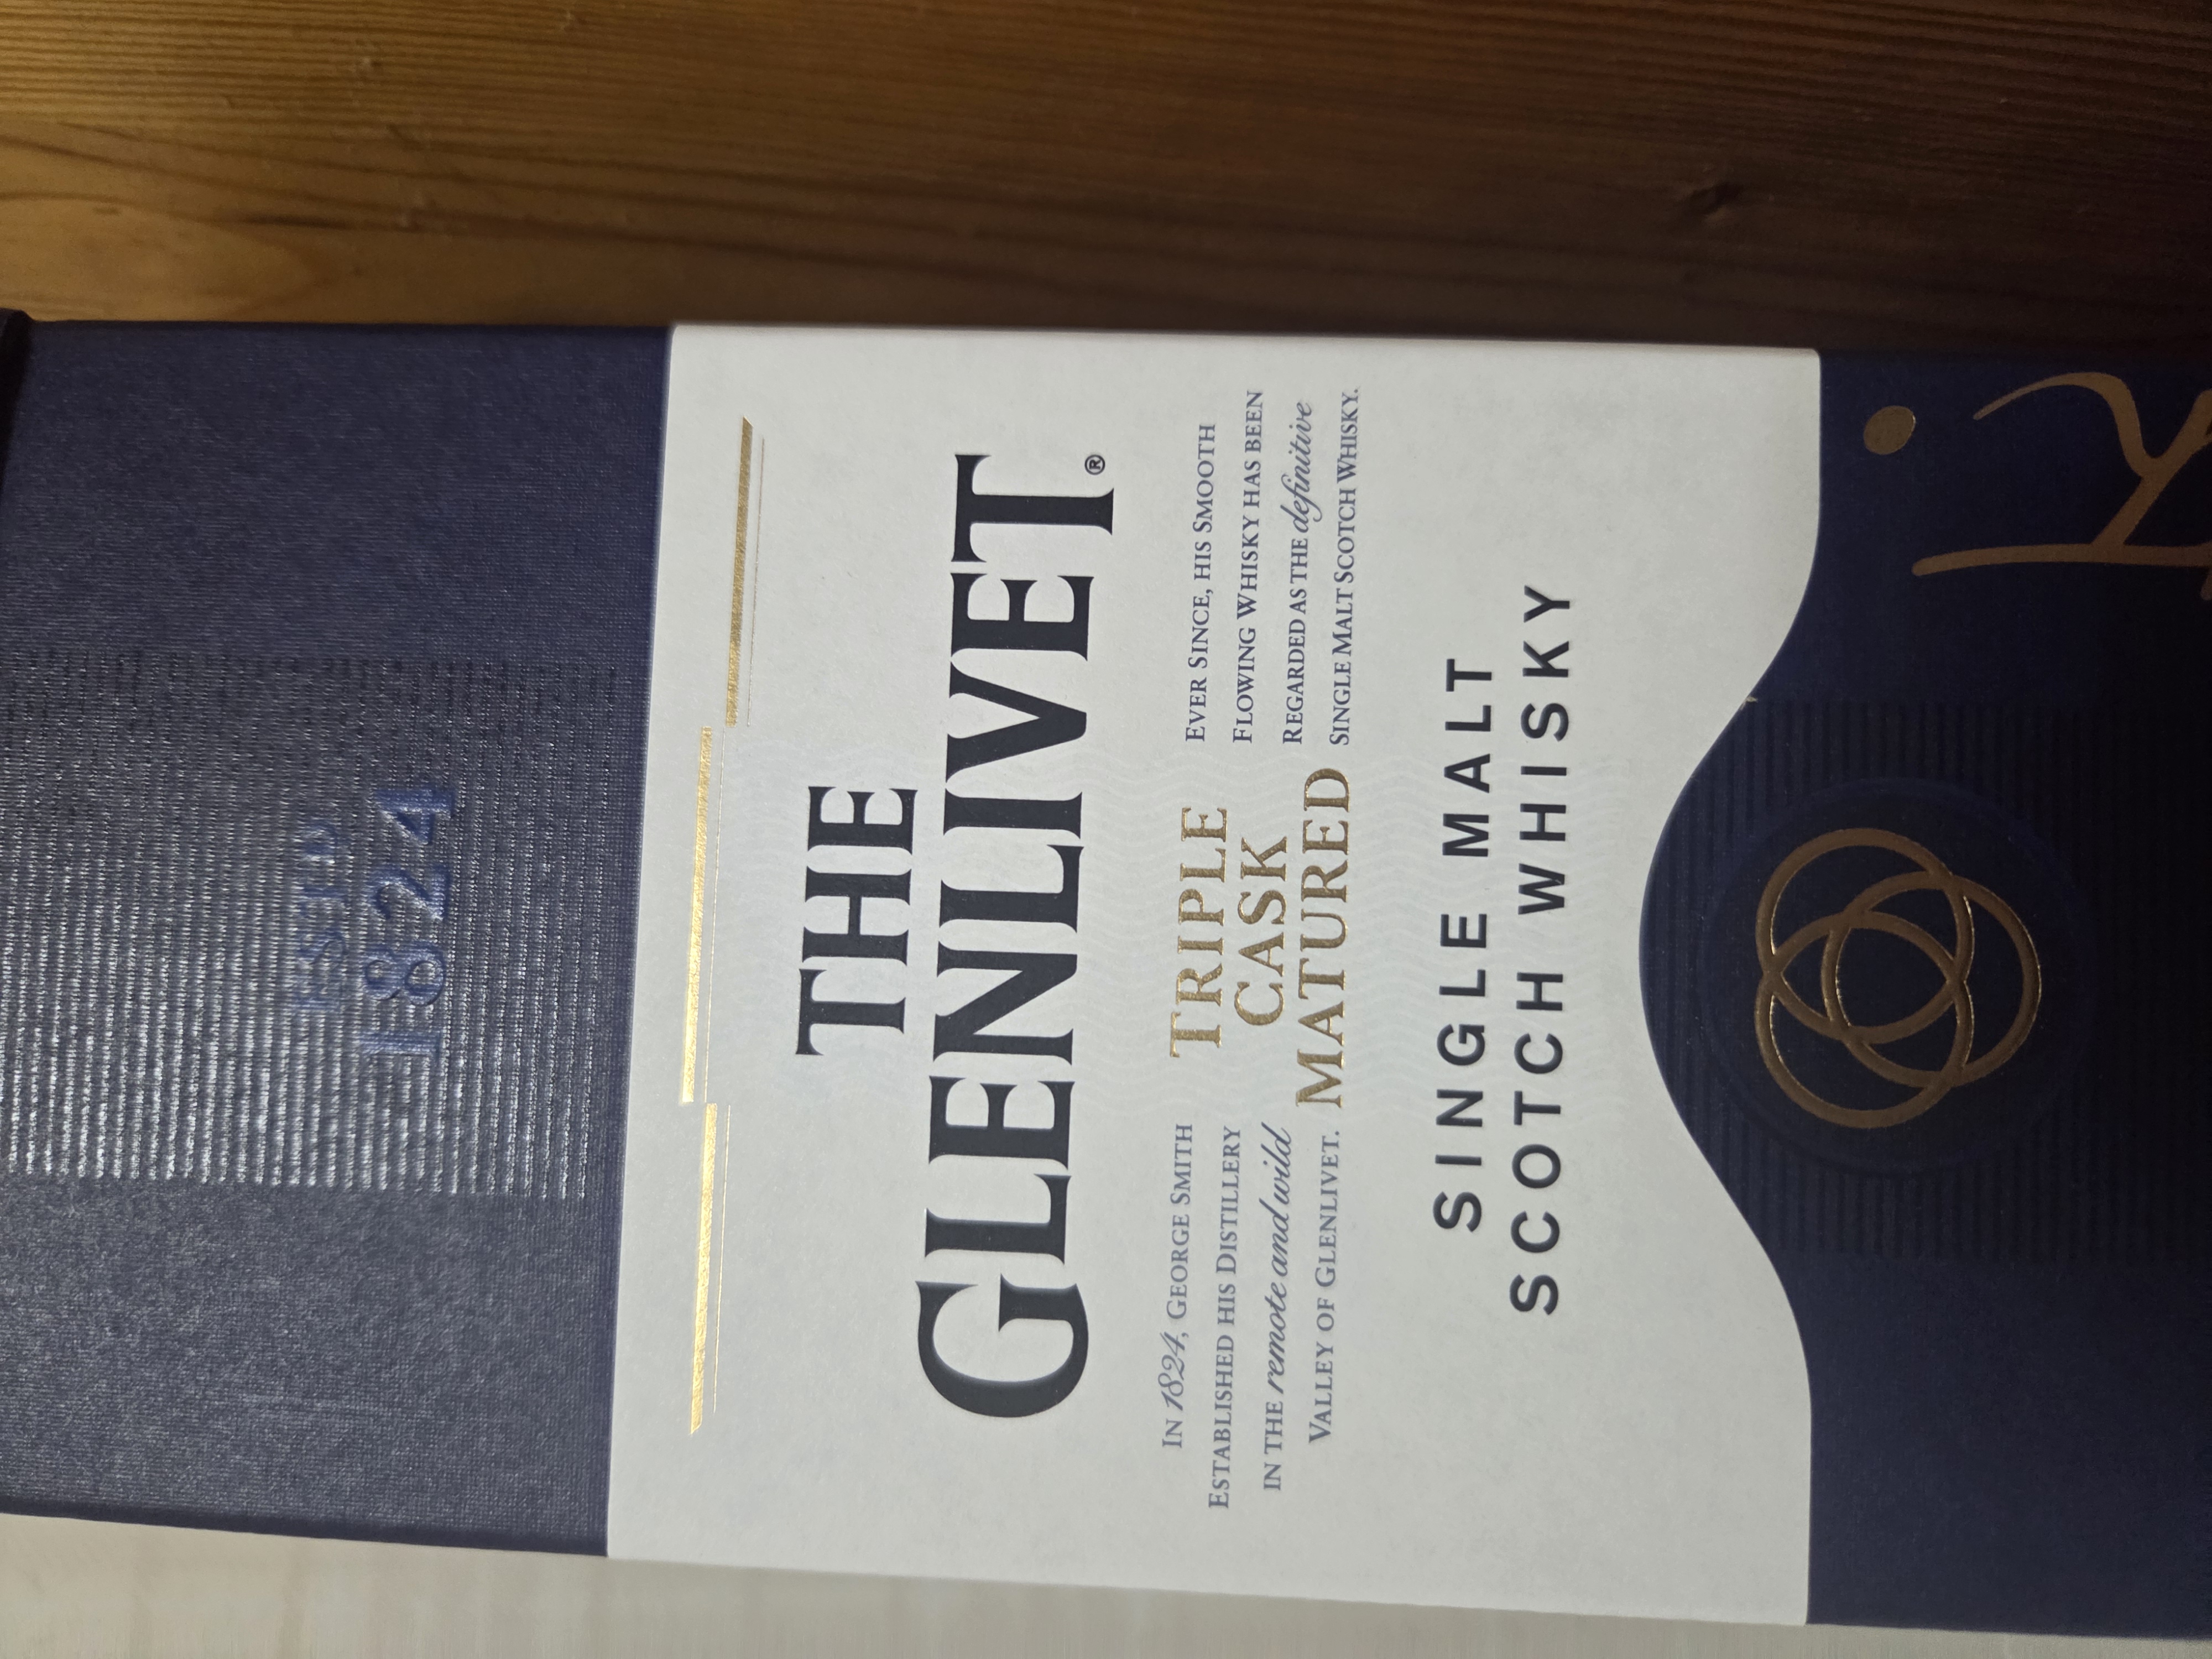 ESTD
1824
THE
GLENLIVET®
IN 1824, GEORGE SMITH
ESTABLISHED HIS DISTILLERY
IN THE remote and wild
VALLEY OF GLENLIVET.
TRIPLE
CASK
MATURED
EVER SINCE, HIS SMOOTH
FLOWING WHISKY HAS BEEN
REGARDED AS THE definitive
SINGLE MALT SCOTCH WHISKY.
SINGLE MALT
SCOTCH WHISKY